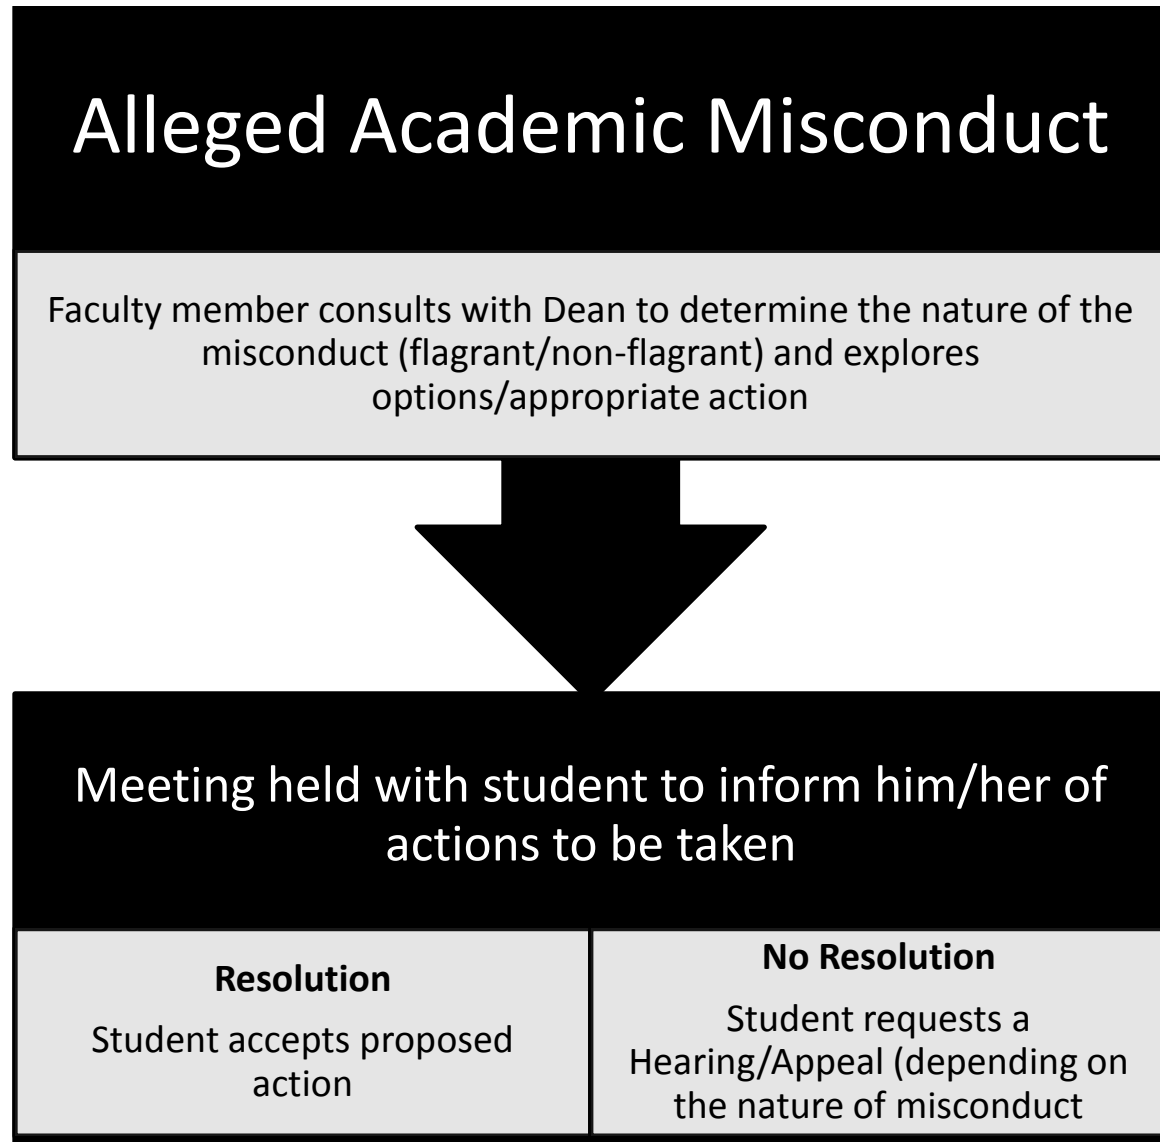 Alleged Academic Misconduct
Faculty member consults with Dean to determine the nature of the
misconduct (flagrant/non-flagrant) and explores
options/appropriate action
Meeting held with student to inform him/her of
actions to be taken
Resolution
Student accepts proposed
action
No Resolution
Student requests a
Hearing/Appeal (depending on
the nature of misconduct